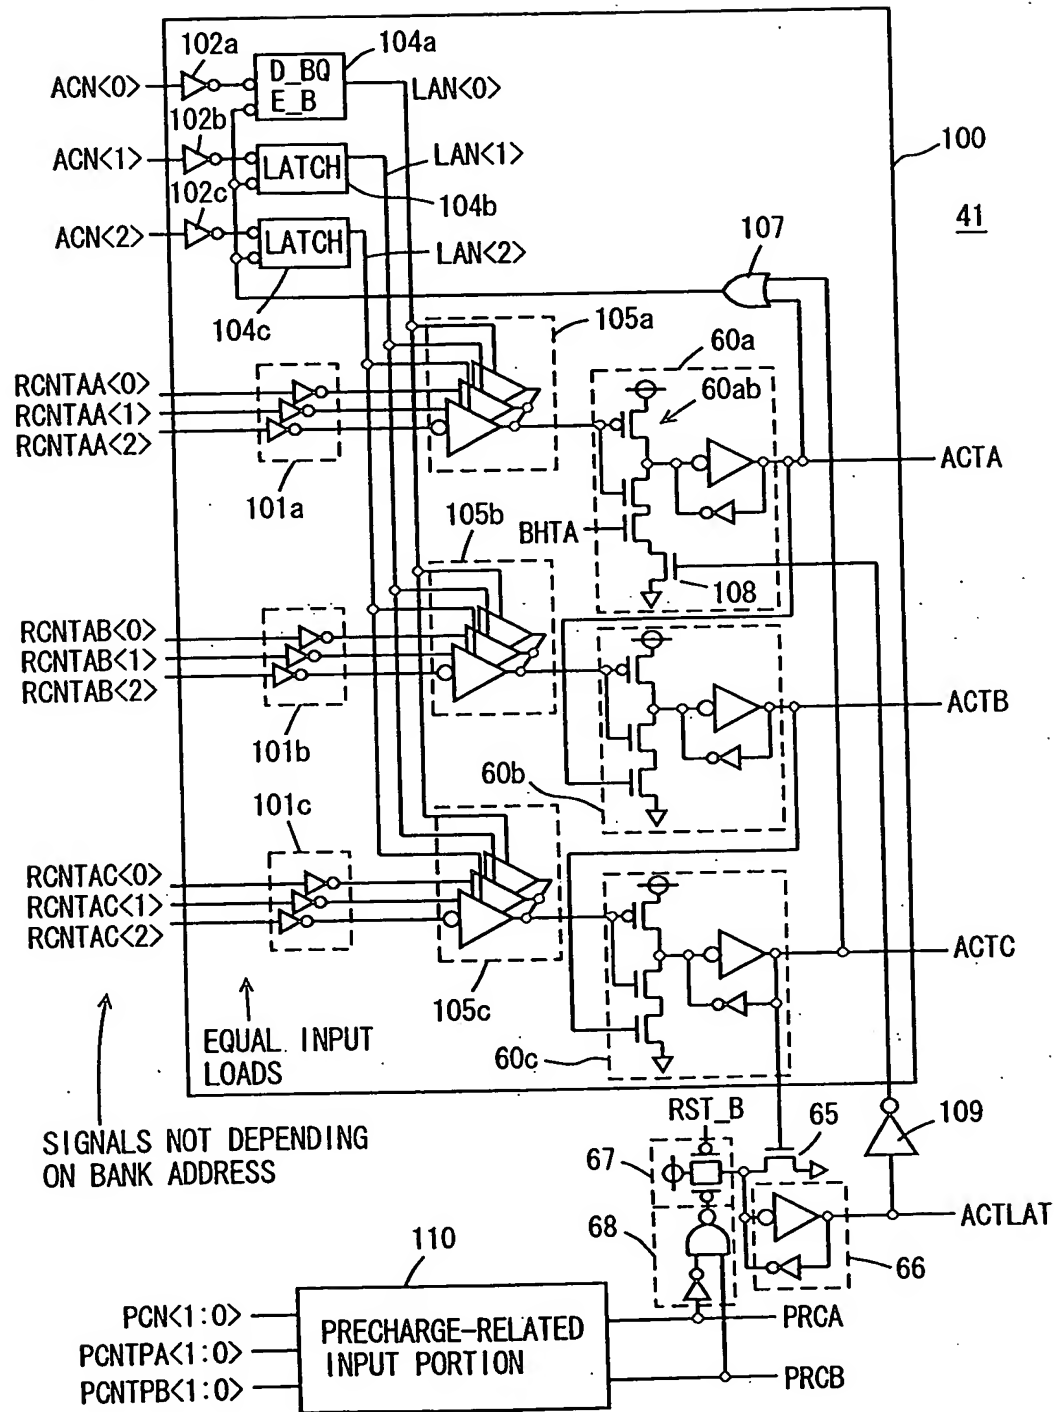 102a
104a
ACN<0>
D_BQ
E_B
LAN<0>
102b
ACN<1>
LATCH
LAN<1>
100
102c
104b
41
ACN<2>
LATCH
LAN<2>
107
104c
105a
60a
RCNTAA<0>
RCNTAA<1>
RCNTAA<2>
60ab
ACTA
101a
105b
BHTA
108
RCNTAB<0>
RCNTAB<1>
RCNTAB<2>
ACTB
101b
60b
101c
RCNTAC<0>
RCNTAC<1>
RCNTAC<2>
ACTC
105c
60c
EQUAL INPUT
LOADS
SIGNALS NOT DEPENDING
ON BANK ADDRESS
RST_B
65
109
67
68
ACTLAT
66
110
PCN<1:0>
PCNTPA<1:0>
PCNTPB<1:0>
PRECHARGE-RELATED
INPUT PORTION
PRCA
PRCB